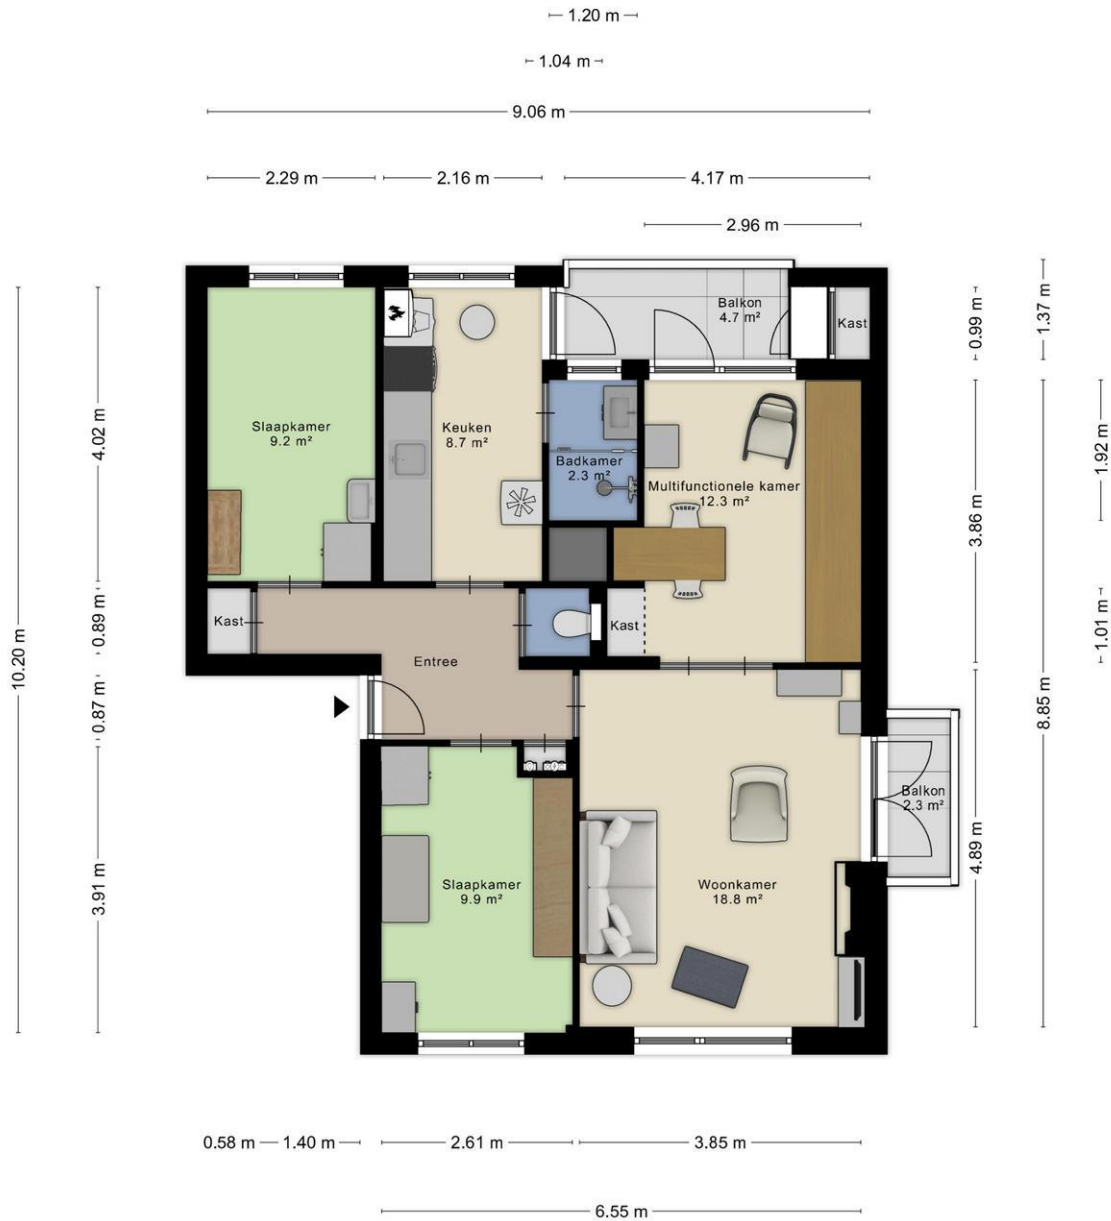 1.20 m
1.04 m
9.06 m
2.29 m
2.16 m
4.17 m
2.96 m
Balkon
4.7 m²
Kast
0.99 m
1.37 m
4.02 m
Slaapkamer
9.2 m²
Keuken
8.7 m²
Badkamer
2.3 m²
Multifunctionele kamer
12.3 m²
3.86 m
1.92 m
10.20 m
0.89 m
Kast
Kast
1.01 m
Entree
0.87 m
8.85 m
Balkon
2.3 m²
4.89 m
3.91 m
Slaapkamer
9.9 m²
Woonkamer
18.8 m²
0.58 m
1.40 m
2.61 m
3.85 m
6.55 m